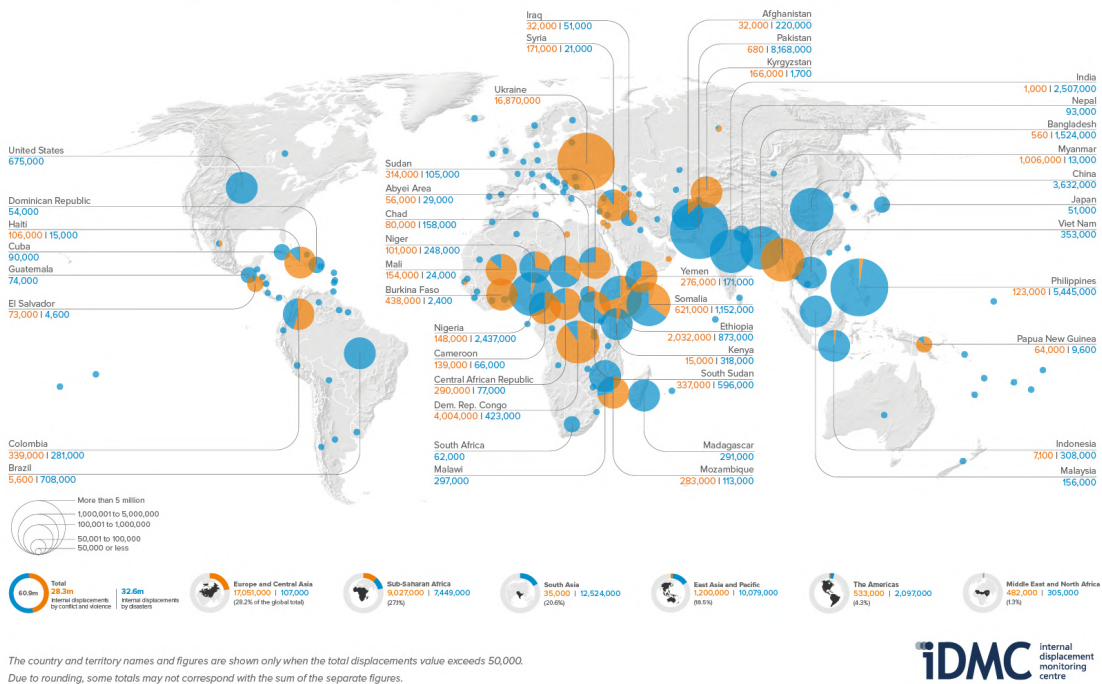 Iraq
32,000 | 51,000
Syria
171,000 | 21,000
Ukraine
16,870,000
Afghanistan
32,000 | 220,000
Pakistan
680 | 8,168,000
Kyrgyzstan
166,000 | 1,700
India
1,000 | 2,507,000
Nepal
93,000
Bangladesh
560 | 1,524,000
Myanmar
1,006,000 | 13,000
China
3,632,000
Japan
51,000
Viet Nam
353,000
Philippines
123,000 | 5,445,000
Papua New Guinea
64,000 | 9,600
Indonesia
7,100 | 308,000
Malaysia
156,000
United States
675,000
Dominican Republic
54,000
Haiti
106,000 | 15,000
Cuba
90,000
Guatemala
74,000
El Salvador
73,000 | 4,600
Colombia
339,000 | 281,000
Brazil
5,600 | 708,000
Sudan
314,000 | 105,000
Abyei Area
56,000 | 29,000
Chad
80,000 | 158,000
Niger
101,000 | 248,000
Mali
154,000 | 24,000
Burkina Faso
438,000 | 2,400
Nigeria
148,000 | 2,437,000
Cameroon
139,000 | 66,000
Central African Republic
290,000 | 77,000
Dem. Rep. Congo
4,004,000 | 423,000
South Africa
62,000
Malawi
297,000
Yemen
276,000 | 171,000
Somalia
621,000 | 1,152,000
Ethiopia
2,032,000 | 873,000
Kenya
15,000 | 318,000
South Sudan
337,000 | 596,000
Madagascar
291,000
Mozambique
283,000 | 113,000
More than 5 million
1,000,001 to 5,000,000
100,001 to 1,000,000
50,001 to 100,000
50,000 or less
60.9m
Total
28.3m
Internal displacements
by conflict and violence
32.6m
Internal displacements
by disasters
Europe and Central Asia
17,051,000 | 107,000
(28.2% of the global total)
Sub-Saharan Africa
9,027,000 | 7,449,000
(27.1%)
South Asia
35,000 | 12,524,000
(20.6%)
East Asia and Pacific
1,200,000 | 10,079,000
(18.5%)
The Americas
533,000 | 2,097,000
(4.3%)
Middle East and North Africa
482,000 | 305,000
(1.3%)
The country and territory names and figures are shown only when the total displacements value exceeds 50,000.
Due to rounding, some totals may not correspond with the sum of the separate figures.
iDMC
internal
displacement
monitoring
centre